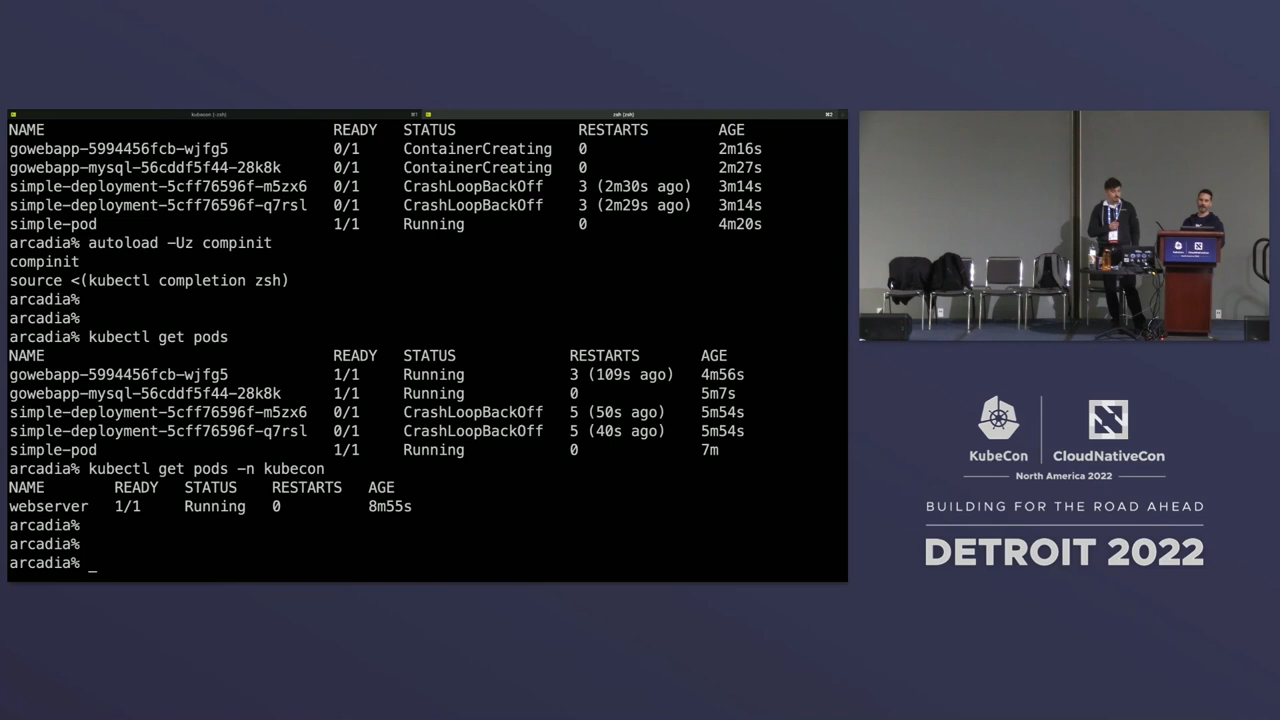 kubecon (-zsh) ⌘1 zsh (zsh) ⌘2
NAME READY STATUS RESTARTS AGE
gowebapp-5994456fcb-wjfg5 0/1 ContainerCreating 0 2m16s
gowebapp-mysql-56cddf5f44-28k8k 0/1 ContainerCreating 0 2m27s
simple-deployment-5cff76596f-m5zx6 0/1 CrashLoopBackOff 3 (2m30s ago) 3m14s
simple-deployment-5cff76596f-q7rsl 0/1 CrashLoopBackOff 3 (2m29s ago) 3m14s
simple-pod 1/1 Running 0 4m20s
arcadia% autoload -Uz compinit
compinit
source <(kubectl completion zsh)
arcadia%
arcadia%
arcadia% kubectl get pods
NAME READY STATUS RESTARTS AGE
gowebapp-5994456fcb-wjfg5 1/1 Running 3 (109s ago) 4m56s
gowebapp-mysql-56cddf5f44-28k8k 1/1 Running 0 5m7s
simple-deployment-5cff76596f-m5zx6 0/1 CrashLoopBackOff 5 (50s ago) 5m54s
simple-deployment-5cff76596f-q7rsl 0/1 CrashLoopBackOff 5 (40s ago) 5m54s
simple-pod 1/1 Running 0 7m
arcadia% kubectl get pods -n kubecon
NAME READY STATUS RESTARTS AGE
webserver 1/1 Running 0 8m55s
arcadia%
arcadia%
arcadia% _
KubeCon CloudNativeCon
North America 2022
BUILDING FOR THE ROAD AHEAD
DETROIT 2022